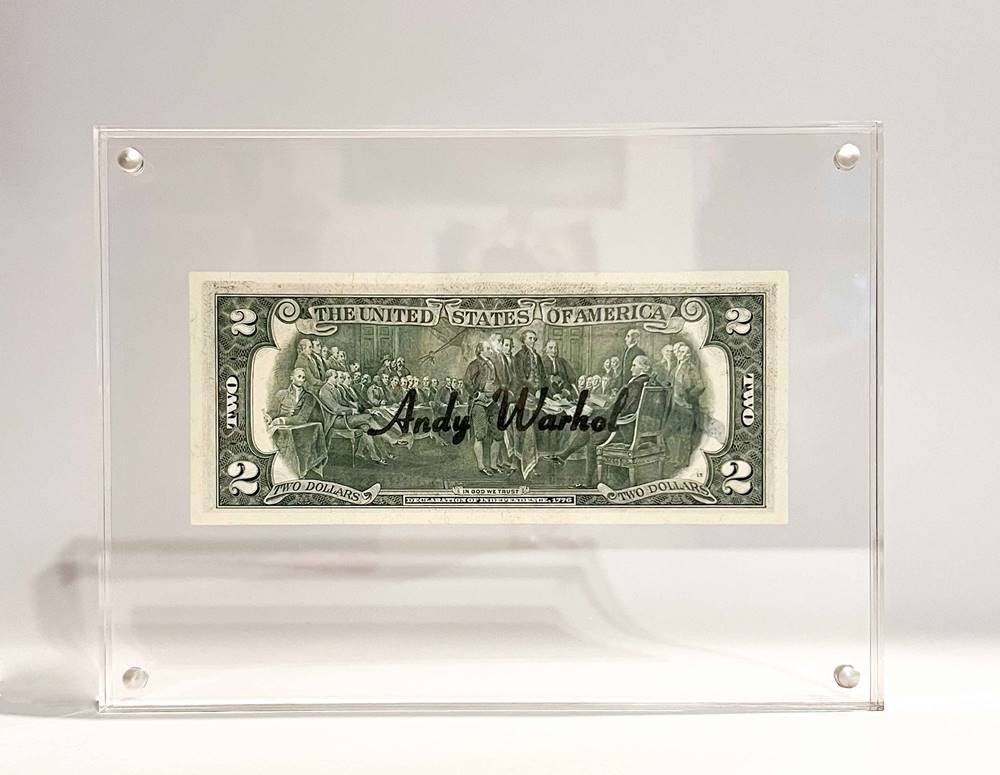 THE UNITED STATES OF AMERICA
2 2
TWO TWO
Andy Warhol
2 2
TWO DOLLARS IN GOD WE TRUST TWO DOLLARS
DECLARATION OF INDEPENDENCE, 1776